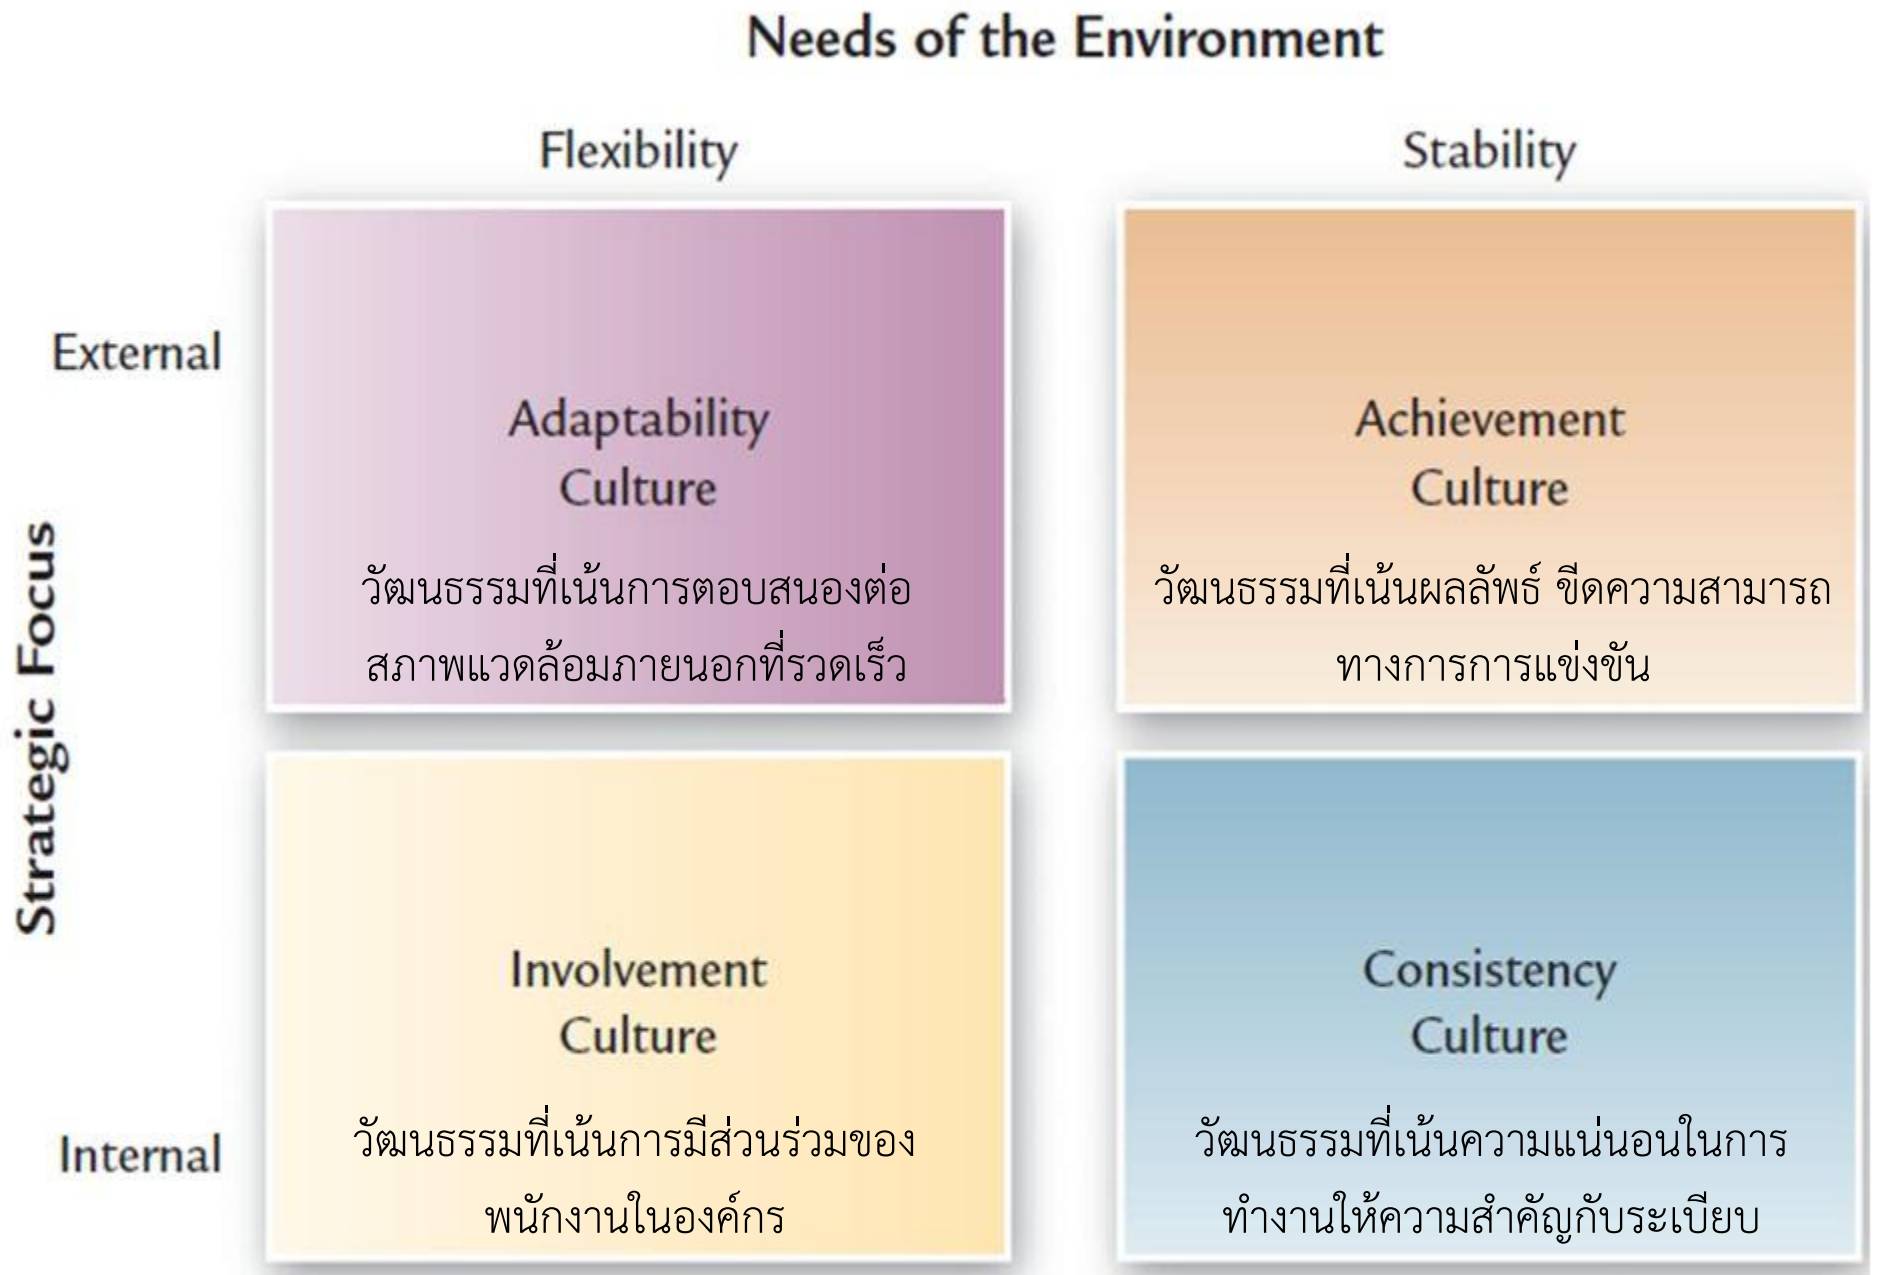 Needs of the Environment
Flexibility
Stability
Strategic Focus
External
Adaptability
Culture
วัฒนธรรมที่เน้นการตอบสนองต่อ
สภาพแวดล้อมภายนอกที่รวดเร็ว
Achievement
Culture
วัฒนธรรมที่เน้นผลลัพธ์ ขีดความสามารถ
ทางการการแข่งขัน
Internal
Involvement
Culture
วัฒนธรรมที่เน้นการมีส่วนร่วมของ
พนักงานในองค์กร
Consistency
Culture
วัฒนธรรมที่เน้นความแน่นอนในการ
ทำงานให้ความสำคัญกับระเบียบ